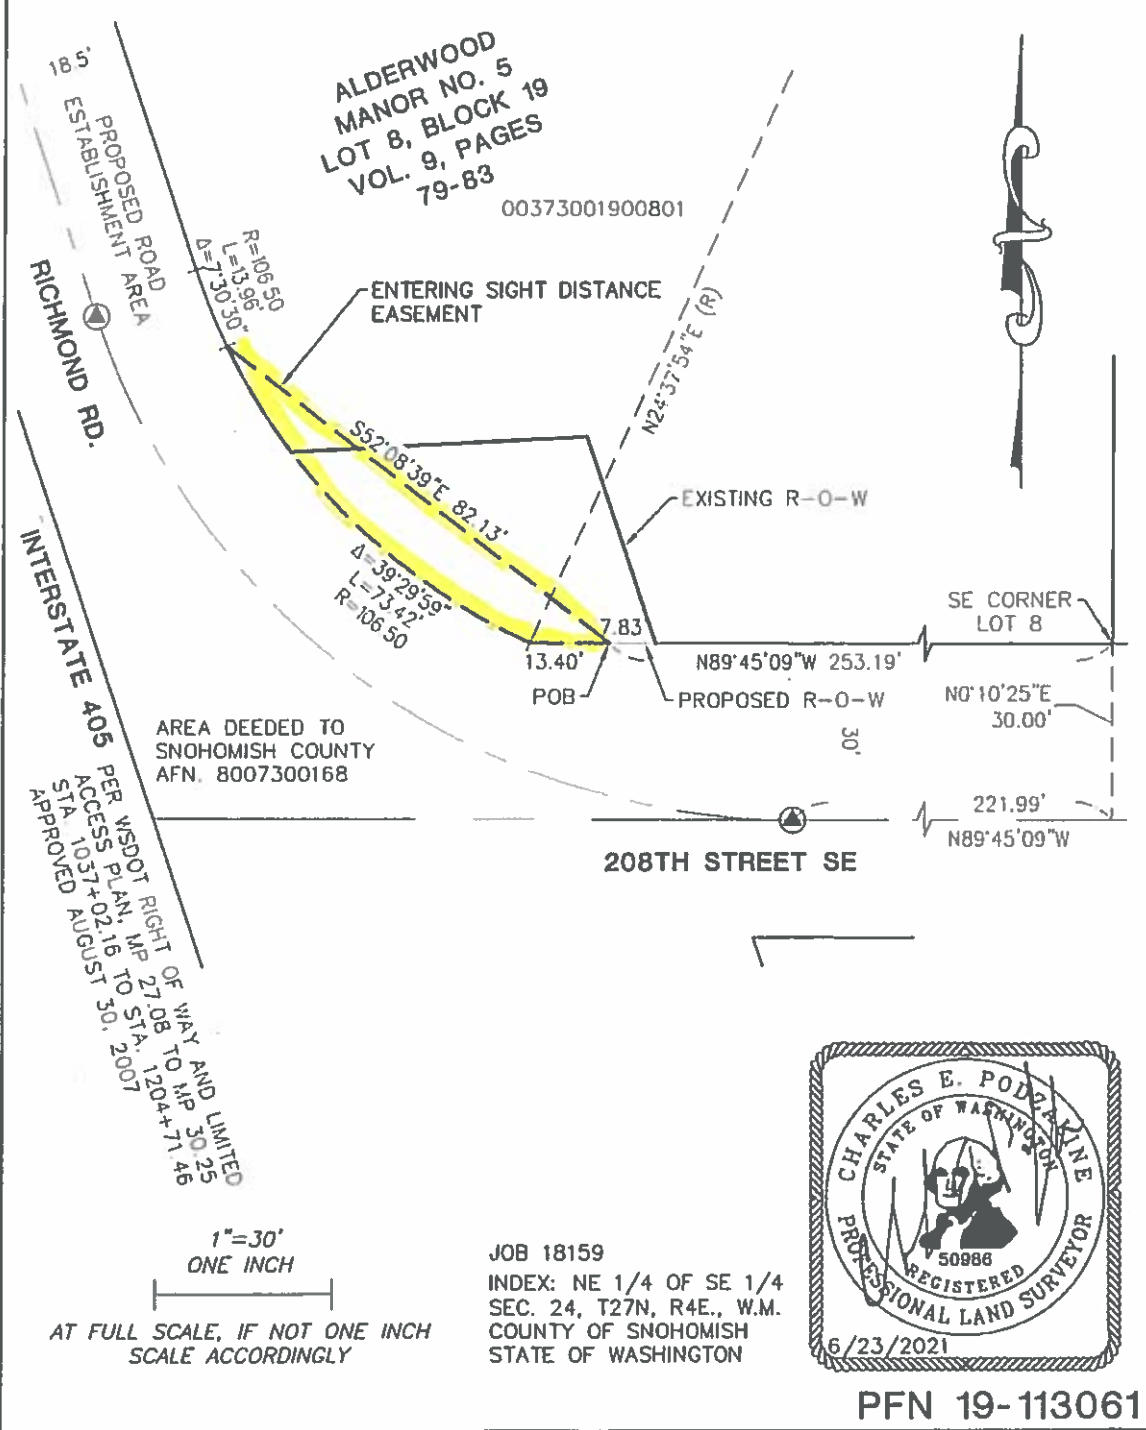 18.5'
PROPOSED ROAD
ESTABLISHMENT AREA
ALDERWOOD
MANOR NO. 5
LOT 8, BLOCK 19
VOL. 9, PAGES
79-83
00373001900801
R=106.50
L=13.96'
Δ=7°30'30"
ENTERING SIGHT DISTANCE
EASEMENT
RICHMOND RD.
N24°37'54"E (R)
S52°08'39"E 82.13'
EXISTING R-O-W
Δ=39°29'59"
L=73.42'
R=106.50
SE CORNER
LOT 8
7.83
13.40'
N89°45'09"W 253.19'
POB
PROPOSED R-O-W
N0°10'25"E
30.00'
30'
INTERSTATE 405 PER WSDOT RIGHT OF WAY AND LIMITED
ACCESS PLAN, MP 27.08 TO MP 30.25
STA. 1037+02.16 TO STA. 1204+71.46
APPROVED AUGUST 30, 2007
AREA DEEDED TO
SNOHOMISH COUNTY
AFN. 8007300168
221.99'
N89°45'09"W
208TH STREET SE
1"=30'
ONE INCH
AT FULL SCALE, IF NOT ONE INCH
SCALE ACCORDINGLY
JOB 18159
INDEX: NE 1/4 OF SE 1/4
SEC. 24, T27N, R4E., W.M.
COUNTY OF SNOHOMISH
STATE OF WASHINGTON
CHARLES E. PODZALINE
STATE OF WASHINGTON
50986
REGISTERED
PROFESSIONAL LAND SURVEYOR
6/23/2021
PFN 19-113061